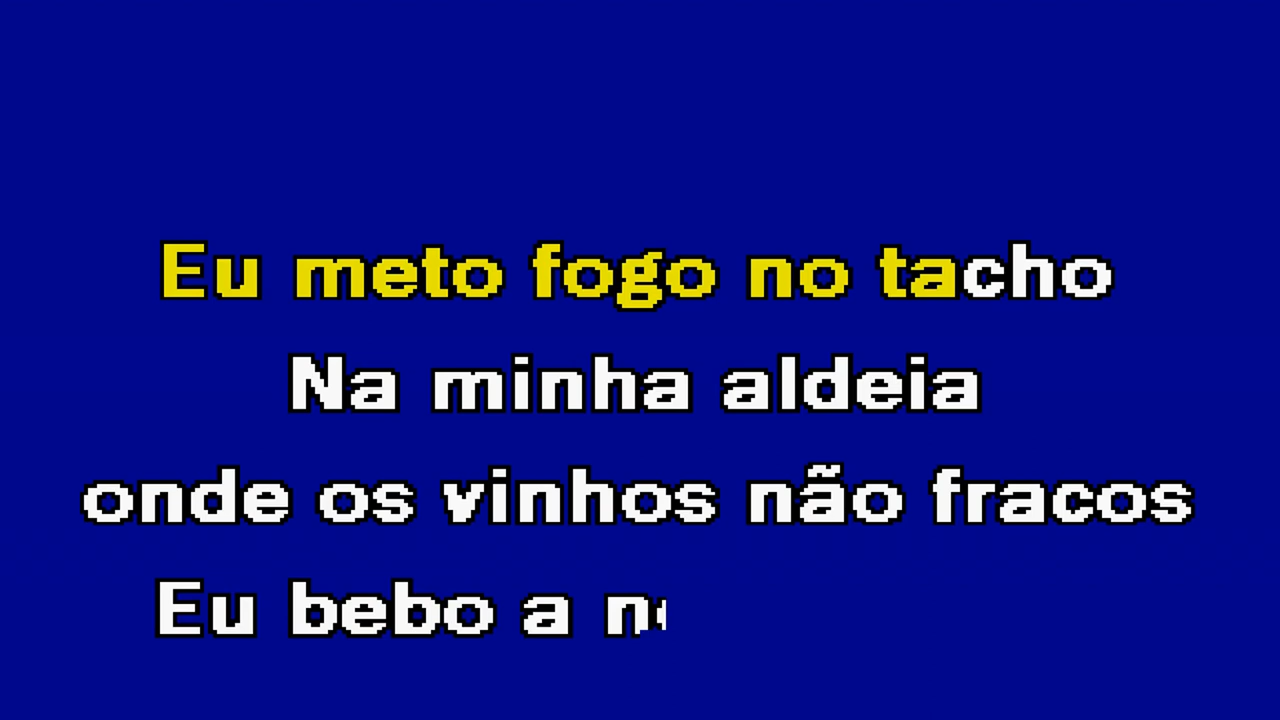 Eu meto fogo no tacho
Na minha aldeia
onde os vinhos não fracos
Eu bebo a